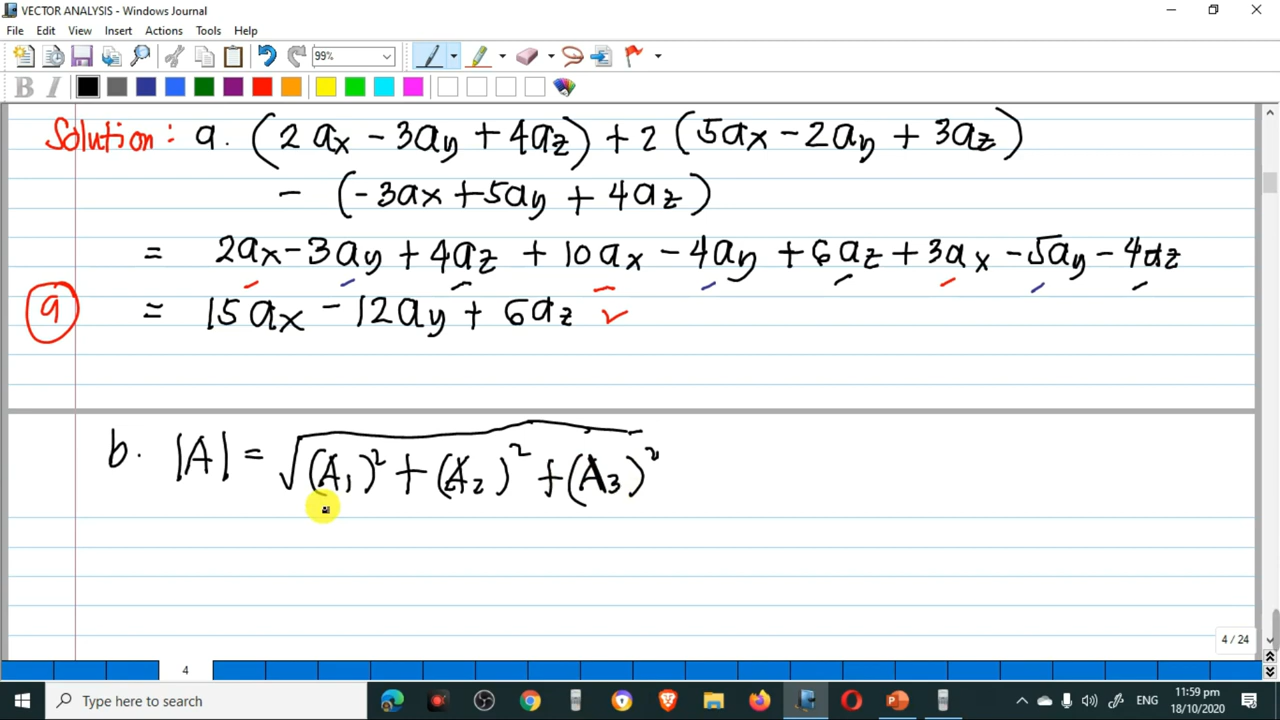 VECTOR ANALYSIS - Windows Journal
File Edit View Insert Actions Tools Help
99%
B I
Solution: a. (2ax - 3ay + 4az) + 2 (5ax - 2ay + 3az)
- (-3ax + 5ay + 4az)
= 2ax - 3ay + 4az + 10ax - 4ay + 6az + 3ax - 5ay - 4az
a = 15ax - 12ay + 6az ✓
b. |A| = √(A₁)² + (A₂)² + (A₃)²
4 / 24
4
Type here to search
ENG
11:59 pm
18/10/2020